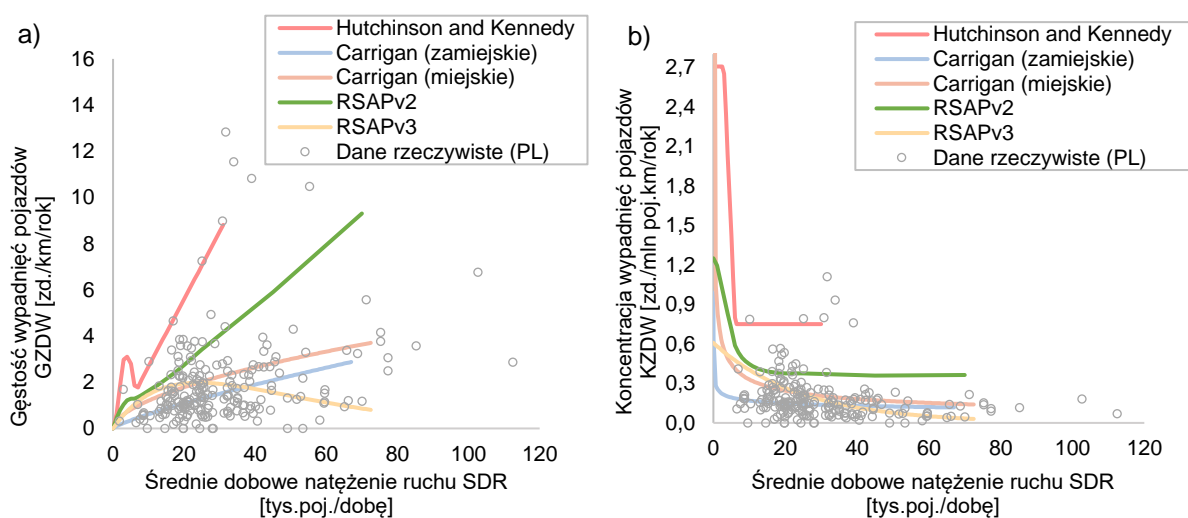 a)
Hutchinson and Kennedy
Carrigan (zamiejskie)
Carrigan (miejskie)
RSAPv2
RSAPv3
Dane rzeczywiste (PL)
16
14
12
10
8
6
4
2
0
0 20 40 60 80 100 120
Gęstość wypadnięć pojazdów
GZDW [zd./km/rok]
Średnie dobowe natężenie ruchu SDR
[tys.poj./dobę]
b)
Hutchinson and Kennedy
Carrigan (zamiejskie)
Carrigan (miejskie)
RSAPv2
RSAPv3
Dane rzeczywiste (PL)
2,7
2,4
2,1
1,8
1,5
1,2
0,9
0,6
0,3
0,0
0 20 40 60 80 100 120
Koncentracja wypadnięć pojazdów
KZDW [zd./mln poj.km/rok]
Średnie dobowe natężenie ruchu SDR
[tys.poj./dobę]